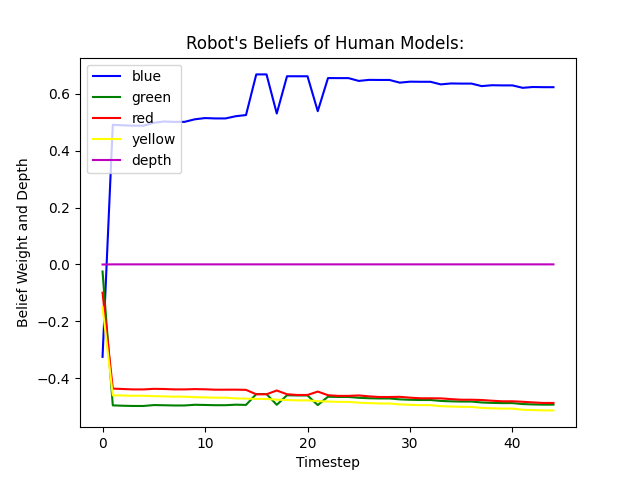 Robot's Beliefs of Human Models:
blue
green
red
yellow
depth
Belief Weight and Depth
0.6
0.4
0.2
0.0
−0.2
−0.4
0 10 20 30 40
Timestep